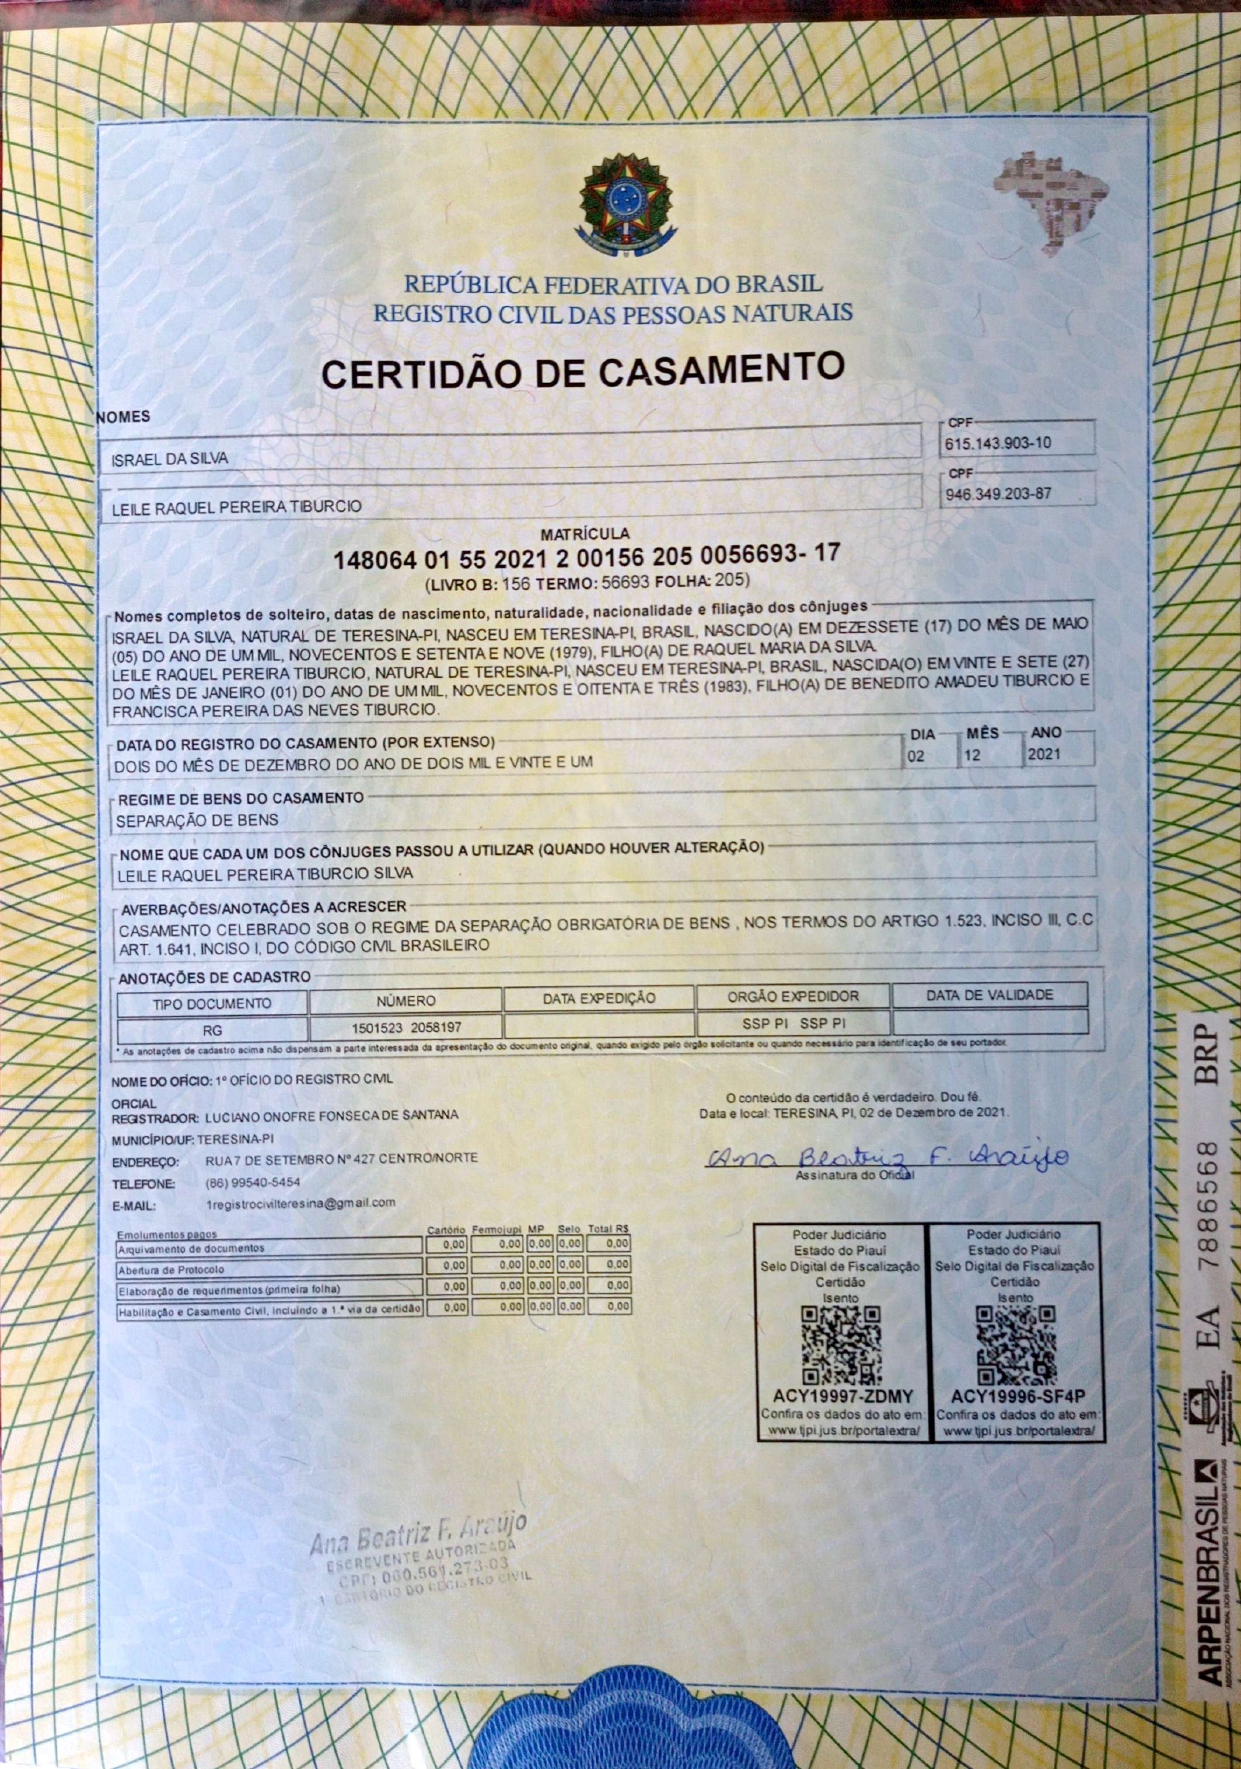 REPÚBLICA FEDERATIVA DO BRASIL
REGISTRO CIVIL DAS PESSOAS NATURAIS
CERTIDÃO DE CASAMENTO
NOMES
ISRAEL DA SILVA
CPF
615.143.903-10
LEILE RAQUEL PEREIRA TIBURCIO
CPF
946.349.203-87
MATRÍCULA
148064 01 55 2021 2 00156 205 0056693- 17
(LIVRO B: 156 TERMO: 56693 FOLHA: 205)
Nomes completos de solteiro, datas de nascimento, naturalidade, nacionalidade e filiação dos cônjuges
ISRAEL DA SILVA, NATURAL DE TERESINA-PI, NASCEU EM TERESINA-PI, BRASIL, NASCIDO(A) EM DEZESSETE (17) DO MÊS DE MAIO
(05) DO ANO DE UM MIL, NOVECENTOS E SETENTA E NOVE (1979), FILHO(A) DE RAQUEL MARIA DA SILVA.
LEILE RAQUEL PEREIRA TIBURCIO, NATURAL DE TERESINA-PI, NASCEU EM TERESINA-PI, BRASIL, NASCIDA(O) EM VINTE E SETE (27)
DO MÊS DE JANEIRO (01) DO ANO DE UM MIL, NOVECENTOS E OITENTA E TRÊS (1983), FILHO(A) DE BENEDITO AMADEU TIBURCIO E
FRANCISCA PEREIRA DAS NEVES TIBURCIO.
DATA DO REGISTRO DO CASAMENTO (POR EXTENSO)
DOIS DO MÊS DE DEZEMBRO DO ANO DE DOIS MIL E VINTE E UM
DIA MÊS ANO
02 12 2021
REGIME DE BENS DO CASAMENTO
SEPARAÇÃO DE BENS
NOME QUE CADA UM DOS CÔNJUGES PASSOU A UTILIZAR (QUANDO HOUVER ALTERAÇÃO)
LEILE RAQUEL PEREIRA TIBURCIO SILVA
AVERBAÇÕES/ANOTAÇÕES A ACRESCER
CASAMENTO CELEBRADO SOB O REGIME DA SEPARAÇÃO OBRIGATÓRIA DE BENS , NOS TERMOS DO ARTIGO 1.523, INCISO III, C.C
ART. 1.641, INCISO I, DO CÓDIGO CIVIL BRASILEIRO
ANOTAÇÕES DE CADASTRO
TIPO DOCUMENTO NÚMERO DATA EXPEDIÇÃO ORGÃO EXPEDIDOR DATA DE VALIDADE
RG 1501523 2058197 SSP PI SSP PI
* As anotações de cadastro acima não dispensam a parte interessada da apresentação do documento original, quando exigido pelo órgão solicitante ou quando necessário para identificação de seu portador.
NOME DO OFÍCIO: 1º OFÍCIO DO REGISTRO CIVIL
OFICIAL
REGISTRADOR: LUCIANO ONOFRE FONSECA DE SANTANA
MUNICÍPIO/UF: TERESINA-PI
ENDEREÇO: RUA 7 DE SETEMBRO Nº 427 CENTRO/NORTE
TELEFONE: (86) 99540-5454
E-MAIL: 1registrocivilteresina@gmail.com
O conteúdo da certidão é verdadeiro. Dou fé.
Data e local: TERESINA, PI, 02 de Dezembro de 2021.
Ana Beatriz F. Araújo
Assinatura do Oficial
Emolumentos pagos Cartório Fermojupi MP Selo Total R$
Arquivamento de documentos 0,00 0,00 0,00 0,00 0,00
Abertura de Protocolo 0,00 0,00 0,00 0,00 0,00
Elaboração de requerimentos (primeira folha) 0,00 0,00 0,00 0,00 0,00
Habilitação e Casamento Civil, incluindo a 1.ª via da certidão 0,00 0,00 0,00 0,00 0,00
Poder Judiciário
Estado do Piauí
Selo Digital de Fiscalização
Certidão
Isento
ACY19997-ZDMY
Confira os dados do ato em:
www.tjpi.jus.br/portalextra/
Poder Judiciário
Estado do Piauí
Selo Digital de Fiscalização
Certidão
Isento
ACY19996-SF4P
Confira os dados do ato em:
www.tjpi.jus.br/portalextra/
Ana Beatriz F. Araújo
ESCREVENTE AUTORIZADA
CPF: 060.561.273-03
1 CARTÓRIO DO REGISTRO CIVIL
EA 7886568 BRP
ARPENBRASIL
ASSOCIAÇÃO NACIONAL DOS REGISTRADORES DE PESSOAS NATURAIS